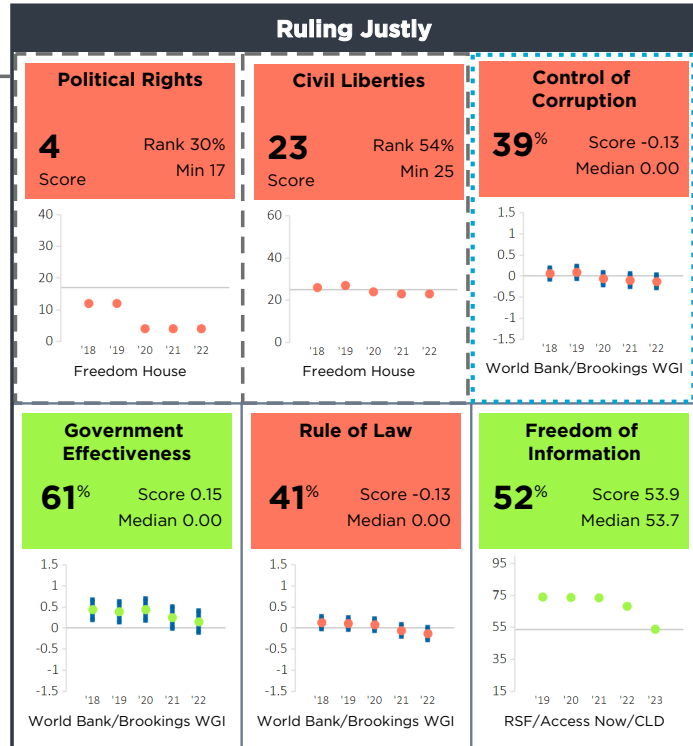 Ruling Justly
Political Rights
4
Score
Rank 30%
Min 17
40
30
20
10
0
'18 '19 '20 '21 '22
Freedom House
Civil Liberties
23
Score
Rank 54%
Min 25
60
40
20
0
'18 '19 '20 '21 '22
Freedom House
Control of
Corruption
39%
Score -0.13
Median 0.00
1.5
1
0.5
0
-0.5
-1
-1.5
'18 '19 '20 '21 '22
World Bank/Brookings WGI
Government
Effectiveness
61%
Score 0.15
Median 0.00
1.5
1
0.5
0
-0.5
-1
-1.5
'18 '19 '20 '21 '22
World Bank/Brookings WGI
Rule of Law
41%
Score -0.13
Median 0.00
1.5
1
0.5
0
-0.5
-1
-1.5
'18 '19 '20 '21 '22
World Bank/Brookings WGI
Freedom of
Information
52%
Score 53.9
Median 53.7
95
75
55
35
15
'19 '20 '21 '22 '23
RSF/Access Now/CLD